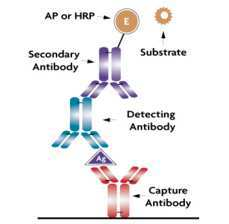 AP or HRP
E
Secondary
Antibody
Substrate
Detecting
Antibody
Ag
Capture
Antibody